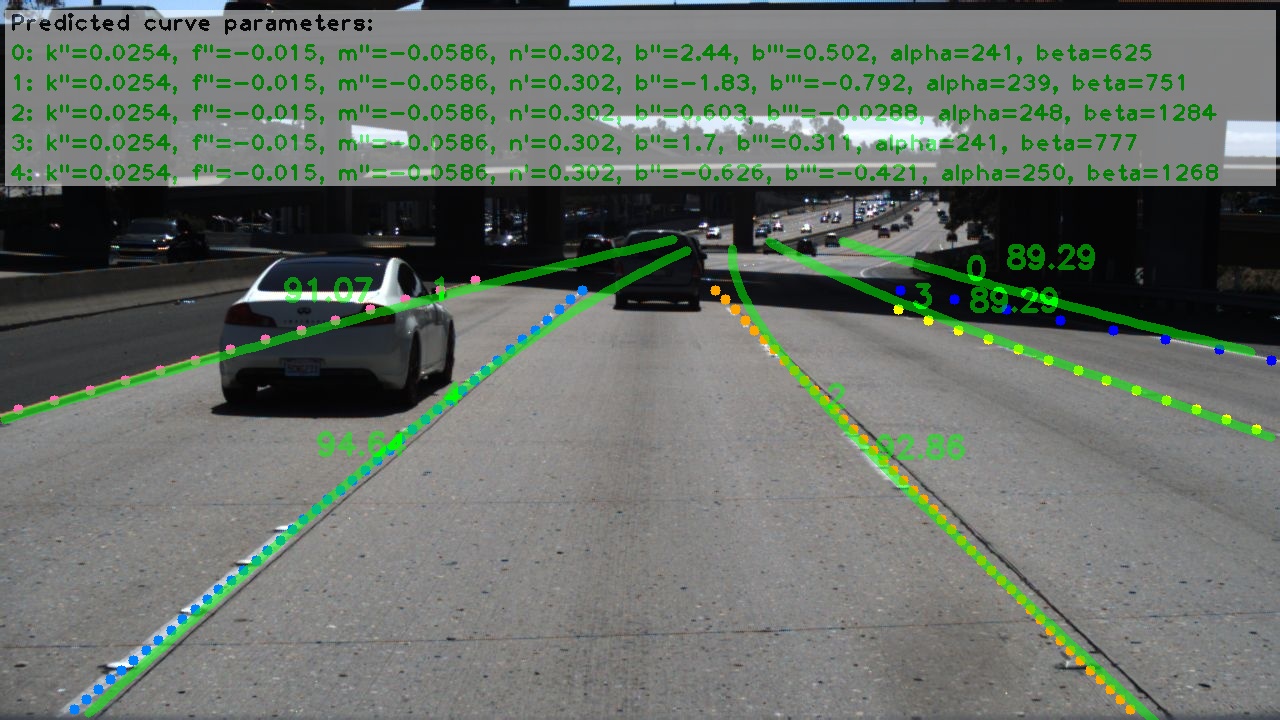 Predicted curve parameters:
0: k''=0.0254, f''=-0.015, m''=-0.0586, n'=0.302, b''=2.44, b'''=0.502, alpha=241, beta=625
1: k''=0.0254, f''=-0.015, m''=-0.0586, n'=0.302, b''=-1.83, b'''=-0.792, alpha=239, beta=751
2: k''=0.0254, f''=-0.015, m''=-0.0586, n'=0.302, b''=0.603, b'''=-0.0288, alpha=248, beta=1284
3: k''=0.0254, f''=-0.015, m''=-0.0586, n'=0.302, b''=1.7, b'''=0.311, alpha=241, beta=777
4: k''=0.0254, f''=-0.015, m''=-0.0586, n'=0.302, b''=-0.626, b'''=-0.421, alpha=250, beta=1268
0 89.29
91.07 1
3 89.29
4
2
94.64
92.86